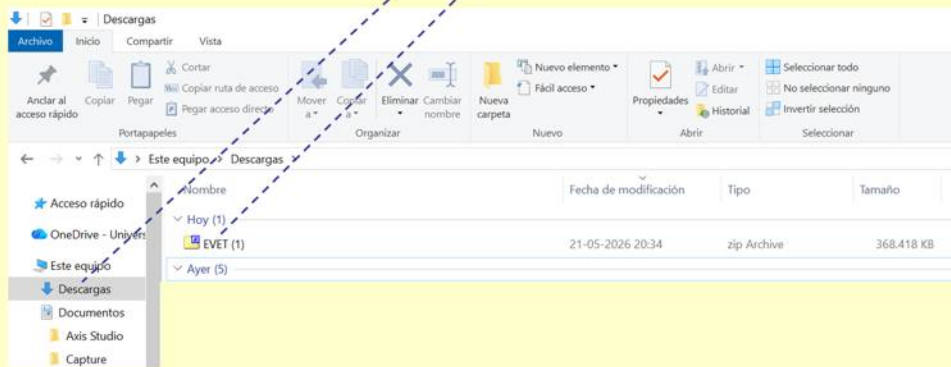 Descargas
Archivo Inicio Compartir Vista
Anclar al acceso rápido
Copiar
Pegar
Cortar
Copiar ruta de acceso
Pegar acceso directo
Portapapeles
Mover a
Copiar a
Eliminar
Cambiar nombre
Organizar
Nueva carpeta
Nuevo elemento
Fácil acceso
Nuevo
Propiedades
Abrir
Editar
Historial
Abrir
Seleccionar todo
No seleccionar ninguno
Invertir selección
Seleccionar
Este equipo > Descargas >
Nombre Fecha de modificación Tipo Tamaño
Acceso rápido
OneDrive - Univers
Este equipo
Descargas
Documentos
Axis Studio
Capture
Hoy (1)
EVET (1) 21-05-2026 20:34 zip Archive 368.418 KB
Ayer (5)